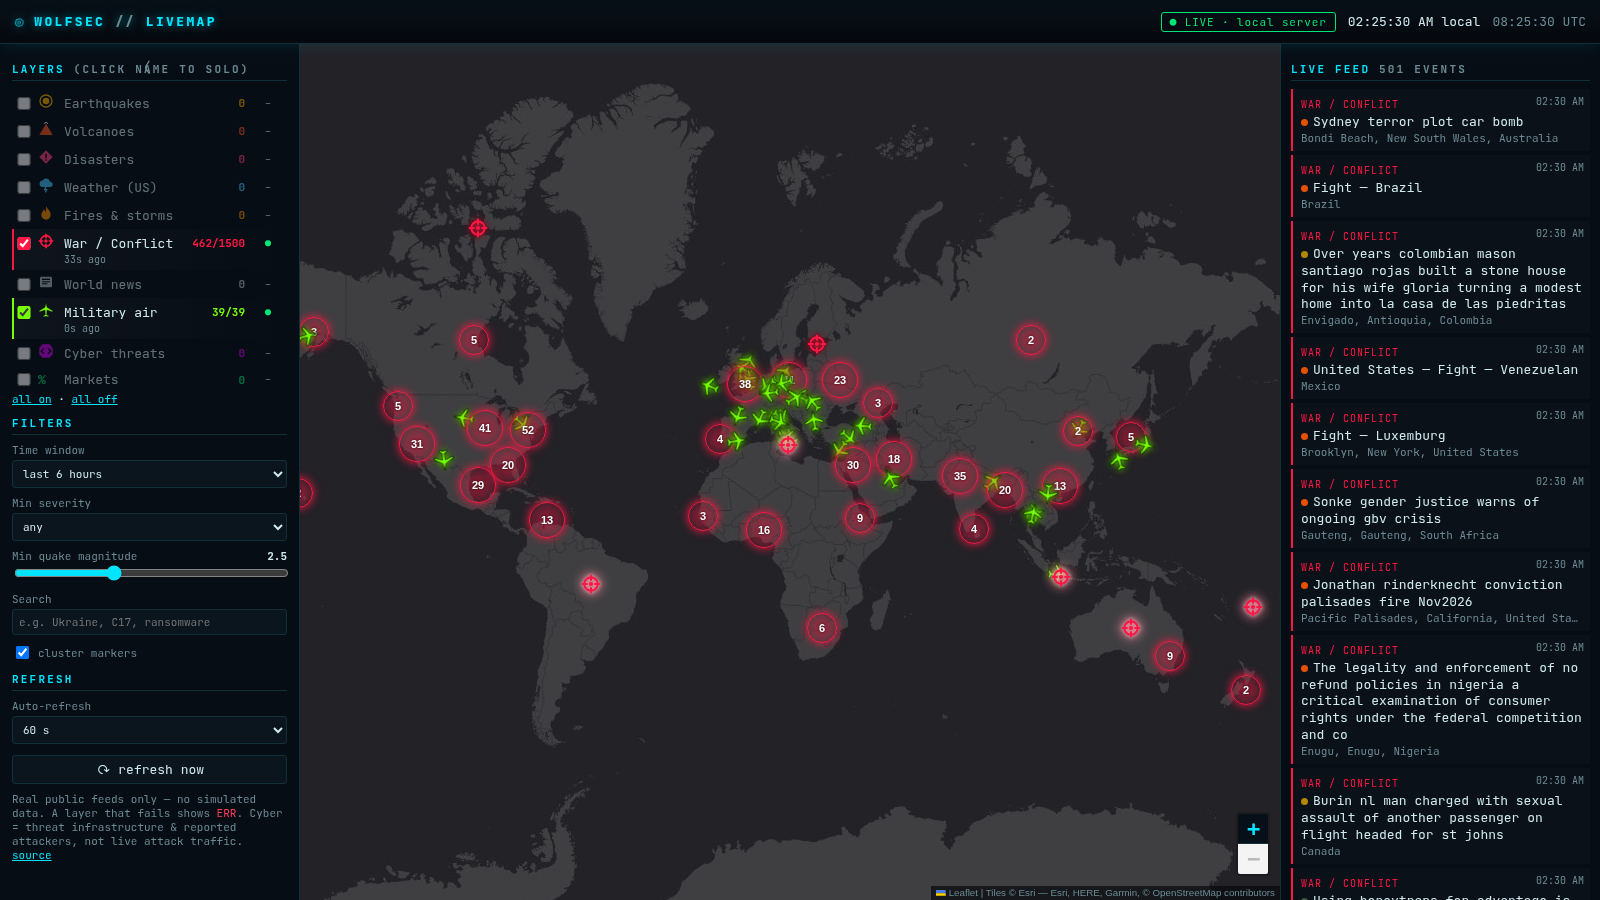 ◎ WOLFSEC // LIVEMAP
● LIVE · local server
02:25:30 AM local
08:25:30 UTC
LAYERS (CLICK NAME TO SOLO)
Earthquakes 0 –
Volcanoes 0 –
Disasters 0 –
Weather (US) 0 –
Fires & storms 0 –
War / Conflict 462/1500
33s ago
World news 0 –
Military air 39/39
0s ago
Cyber threats 0 –
% Markets 0 –
all on · all off
FILTERS
Time window
last 6 hours
Min severity
any
Min quake magnitude 2.5
Search
e.g. Ukraine, C17, ransomware
cluster markers
REFRESH
Auto-refresh
60 s
⟳ refresh now
Real public feeds only — no simulated
data. A layer that fails shows ERR. Cyber
= threat infrastructure & reported
attackers, not live attack traffic.
source
5
2
38
23
5
3
41
52
4
31
2
5
20
30
18
29
35
20
13
13
3
16
9
4
6
9
2
+
−
Leaflet | Tiles © Esri — Esri, HERE, Garmin, © OpenStreetMap contributors
LIVE FEED 501 EVENTS
WAR / CONFLICT 02:30 AM
Sydney terror plot car bomb
Bondi Beach, New South Wales, Australia
WAR / CONFLICT 02:30 AM
Fight — Brazil
Brazil
WAR / CONFLICT 02:30 AM
Over years colombian mason
santiago rojas built a stone house
for his wife gloria turning a modest
home into la casa de las piedritas
Envigado, Antioquia, Colombia
WAR / CONFLICT 02:30 AM
United States — Fight — Venezuelan
Mexico
WAR / CONFLICT 02:30 AM
Fight — Luxemburg
Brooklyn, New York, United States
WAR / CONFLICT 02:30 AM
Sonke gender justice warns of
ongoing gbv crisis
Gauteng, Gauteng, South Africa
WAR / CONFLICT 02:30 AM
Jonathan rinderknecht conviction
palisades fire Nov2026
Pacific Palisades, California, United Sta…
WAR / CONFLICT 02:30 AM
The legality and enforcement of no
refund policies in nigeria a
critical examination of consumer
rights under the federal competition
and co
Enugu, Enugu, Nigeria
WAR / CONFLICT 02:30 AM
Burin nl man charged with sexual
assault of another passenger on
flight headed for st johns
Canada
WAR / CONFLICT 02:30 AM